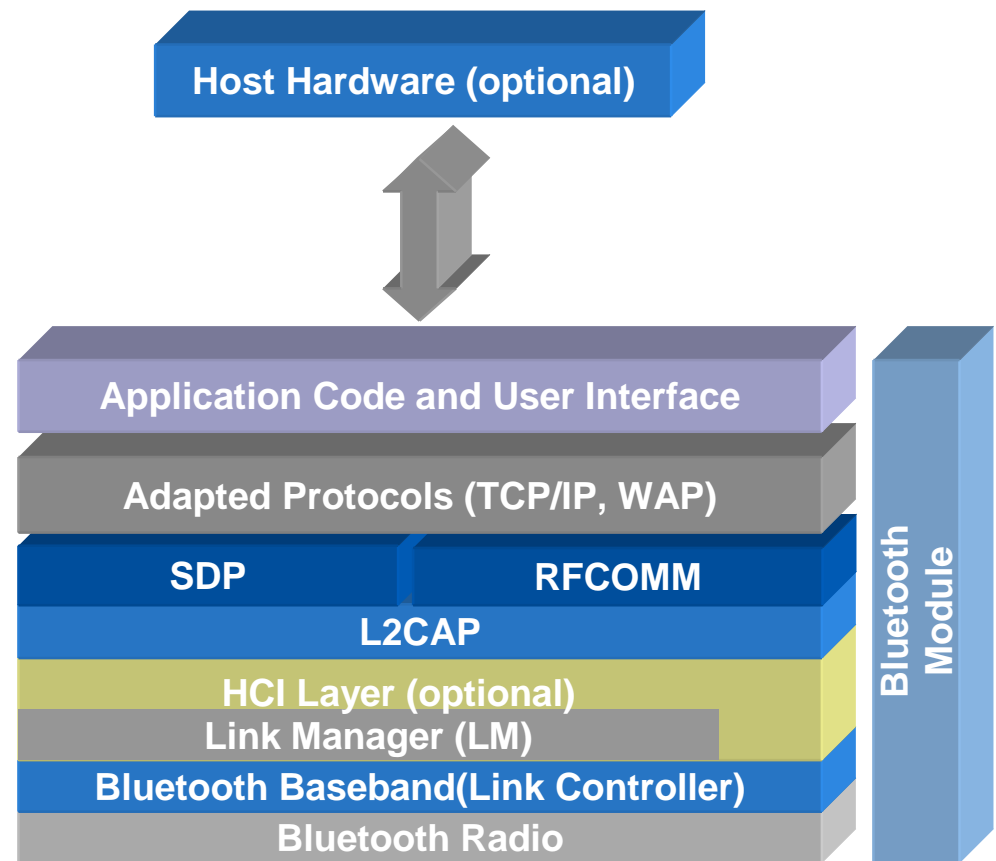 Host Hardware (optional)
Application Code and User Interface
Adapted Protocols (TCP/IP, WAP)
SDP
RFCOMM
L2CAP
HCI Layer (optional)
Link Manager (LM)
Bluetooth Baseband(Link Controller)
Bluetooth Radio
Bluetooth
Module